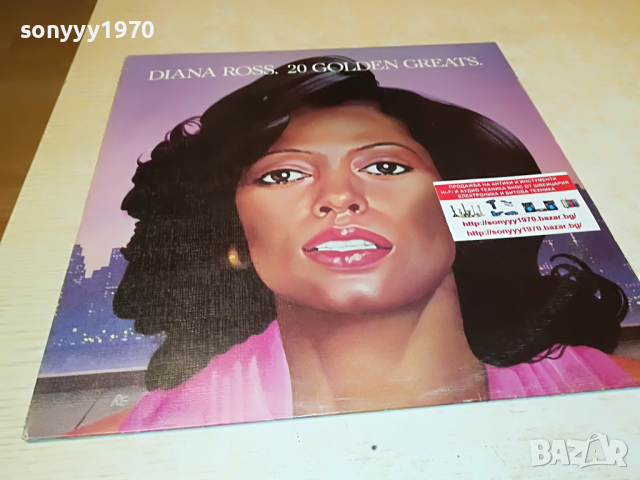 sonyyy1970
DIANA ROSS. 20 GOLDEN GREATS.
ПРОДАЖБА НА АНТИКИ И ИНСТУМЕНТИ
HI-FI И АУДИО ТЕХНИКА ВНОС ОТ ШВЕЙЦАРИЯ
ЕЛЕКТРОНИКА И БИТОВА ТЕХНИКА
http://sonyyy1970.bazar.bg/
http://sonyyy1970.bazar.bg/
BAZAR
bg